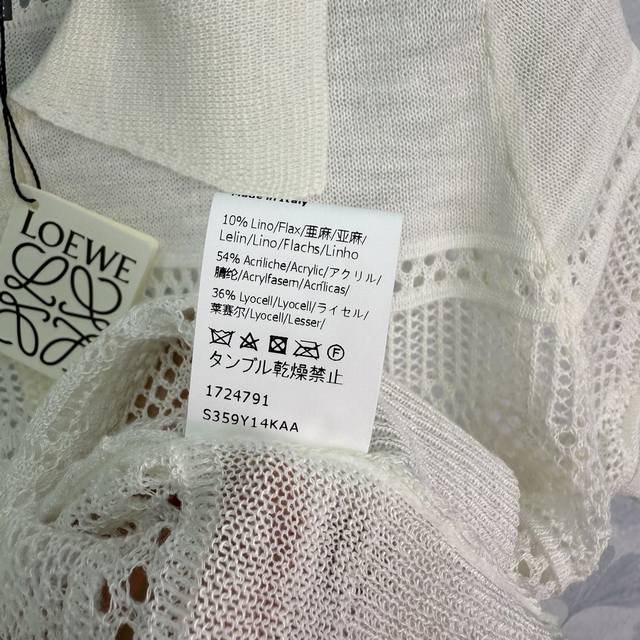 LOEWE
Made in Italy
10% Lino/Flax/亜麻/亚麻/
Lelin/Lino/Flachs/Linho
54% Acriliche/Acrylic/アクリル/
腈纶/Acrylfasern/Acrílicas/
36% Lyocell/Lyocell/ライセル/
莱赛尔/Lyocell/Lesser/
F
タンブル乾燥禁止
1724791
S359Y14KAA